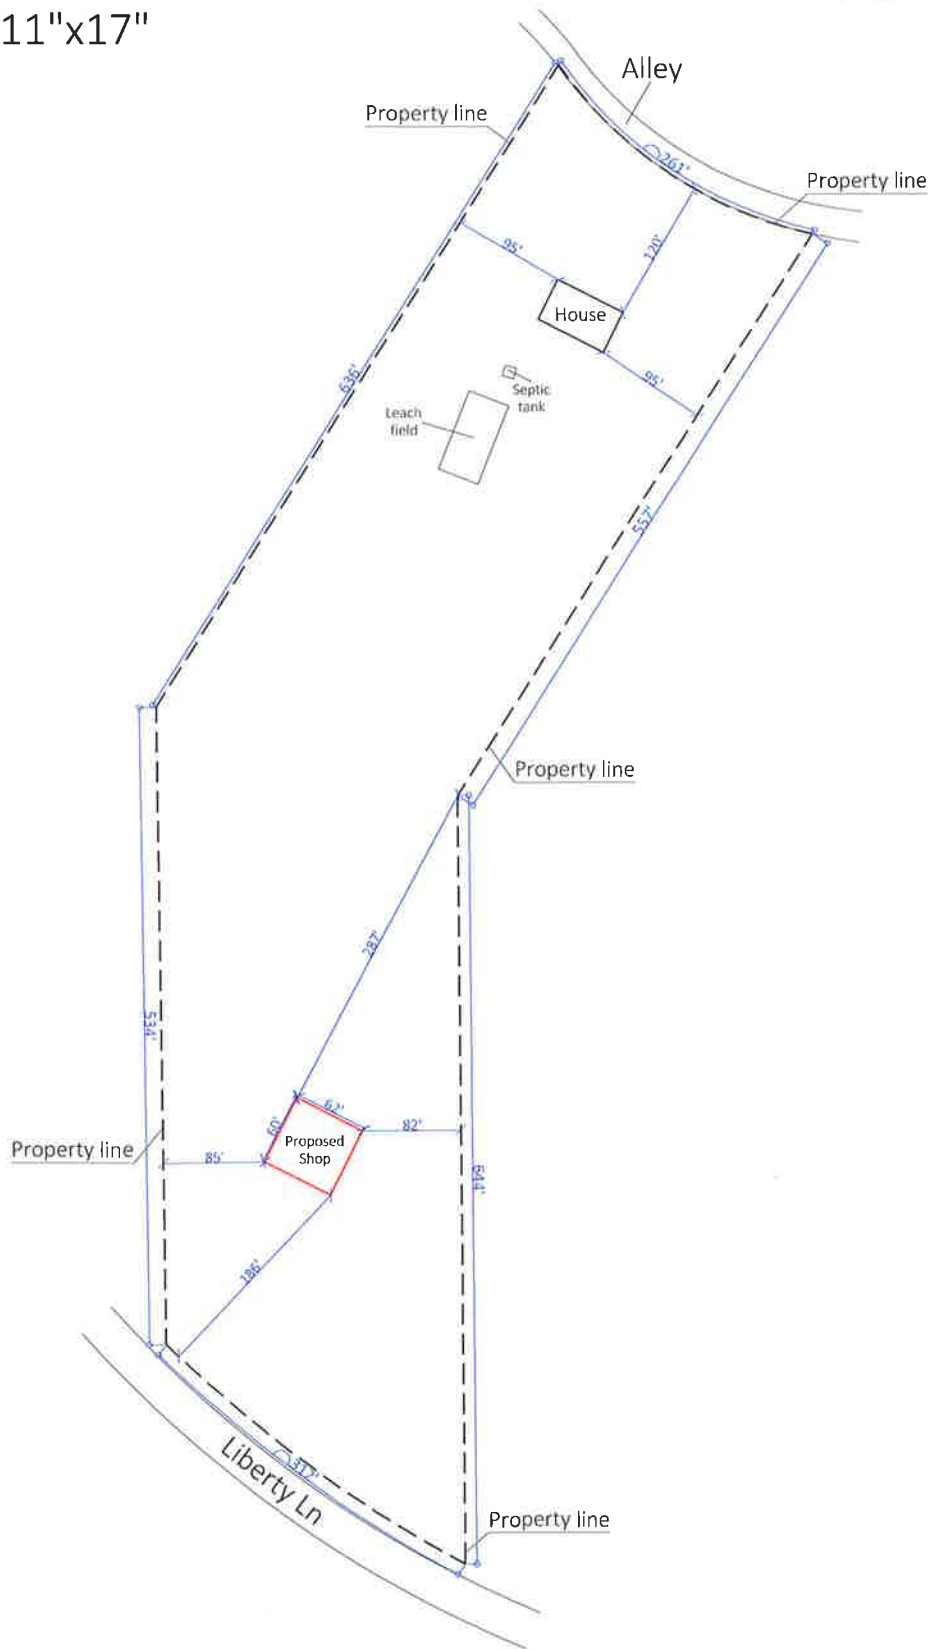 11"x17"
Alley
Property line
261'
Property line
95'
120'
House
636'
95'
Septic
tank
Leach
field
557'
Property line
287'
534'
62'
60'
Proposed
Shop
82'
Property line
85'
644'
186'
317'
Liberty Ln
Property line